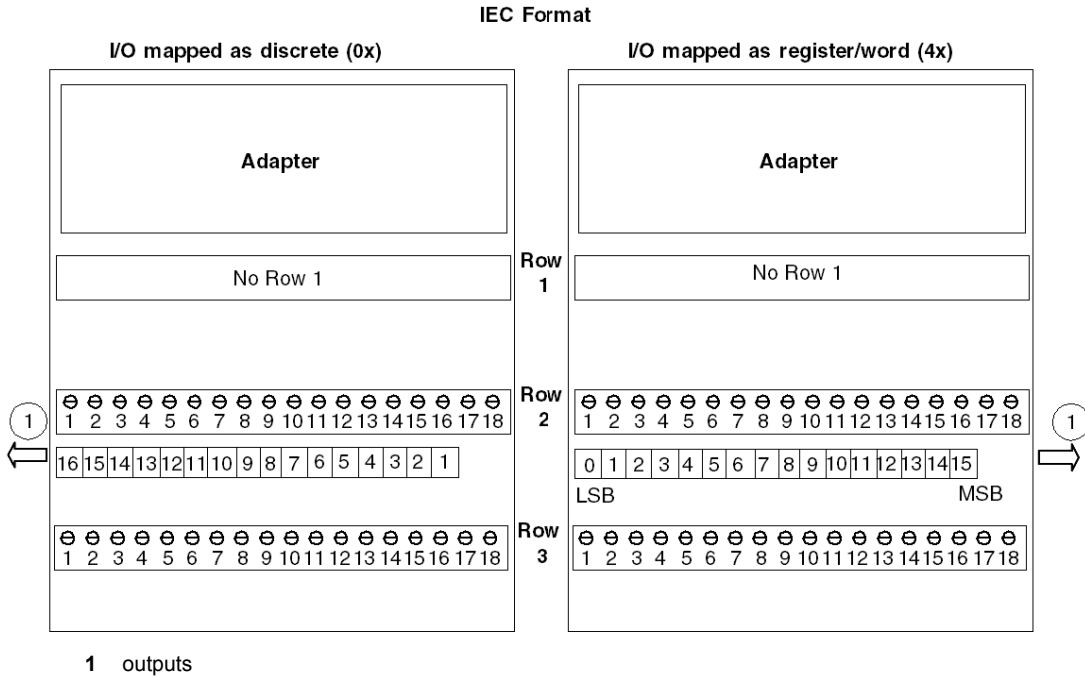 IEC Format
I/O mapped as discrete (0x)
I/O mapped as register/word (4x)
Adapter
Adapter
No Row 1
Row 1
No Row 1
1 2 3 4 5 6 7 8 9 10 11 12 13 14 15 16 17 18
Row 2
1 2 3 4 5 6 7 8 9 10 11 12 13 14 15 16 17 18
1
1
16 15 14 13 12 11 10 9 8 7 6 5 4 3 2 1
0 1 2 3 4 5 6 7 8 9 10 11 12 13 14 15
LSB
MSB
1 2 3 4 5 6 7 8 9 10 11 12 13 14 15 16 17 18
Row 3
1 2 3 4 5 6 7 8 9 10 11 12 13 14 15 16 17 18
1 outputs